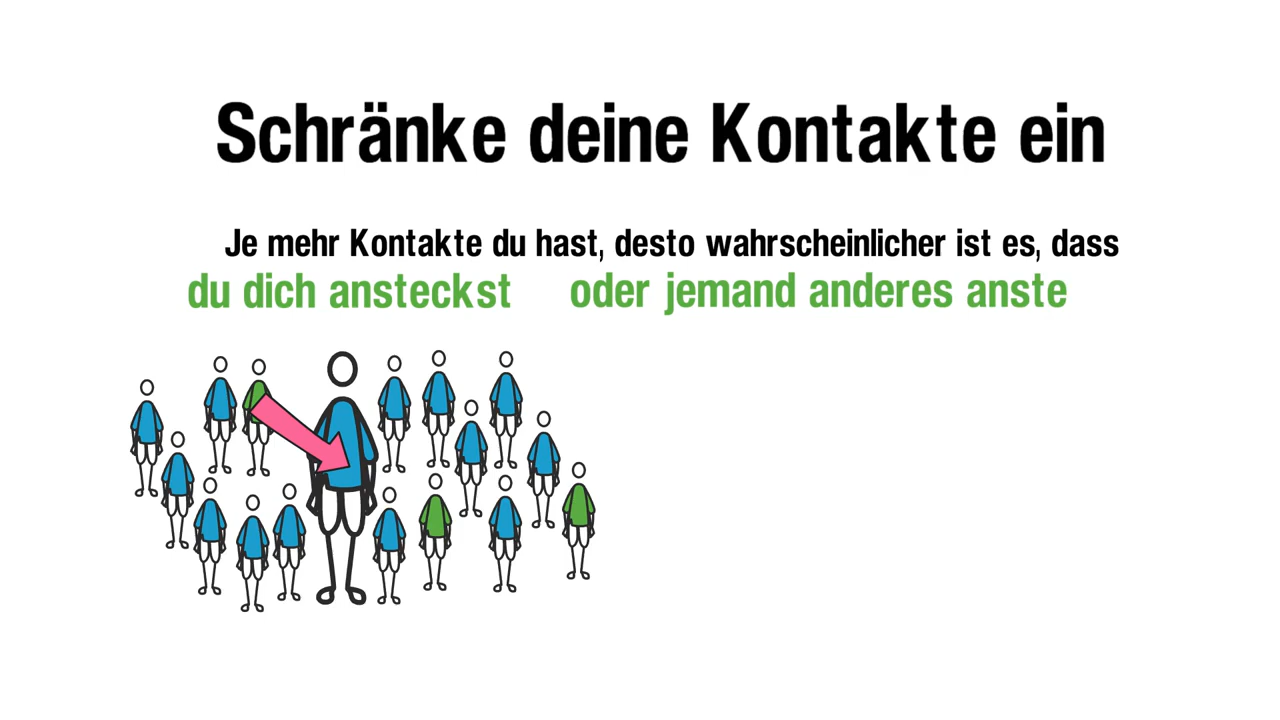 Schränke deine Kontakte ein
Je mehr Kontakte du hast, desto wahrscheinlicher ist es, dass
du dich ansteckst oder jemand anderes anste